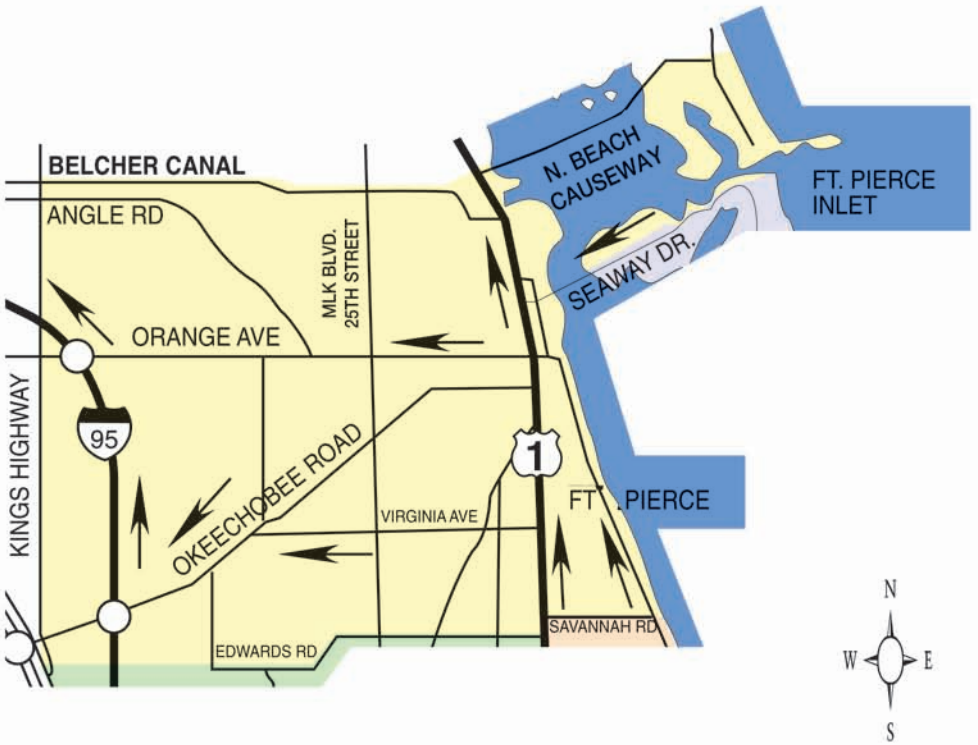 BELCHER CANAL
ANGLE RD
N. BEACH
CAUSEWAY
FT. PIERCE
INLET
MLK BLVD.
25TH STREET
SEAWAY DR.
ORANGE AVE
KINGS HIGHWAY
95
1
OKEECHOBEE ROAD
FT. PIERCE
VIRGINIA AVE
SAVANNAH RD
EDWARDS RD
N
W E
S